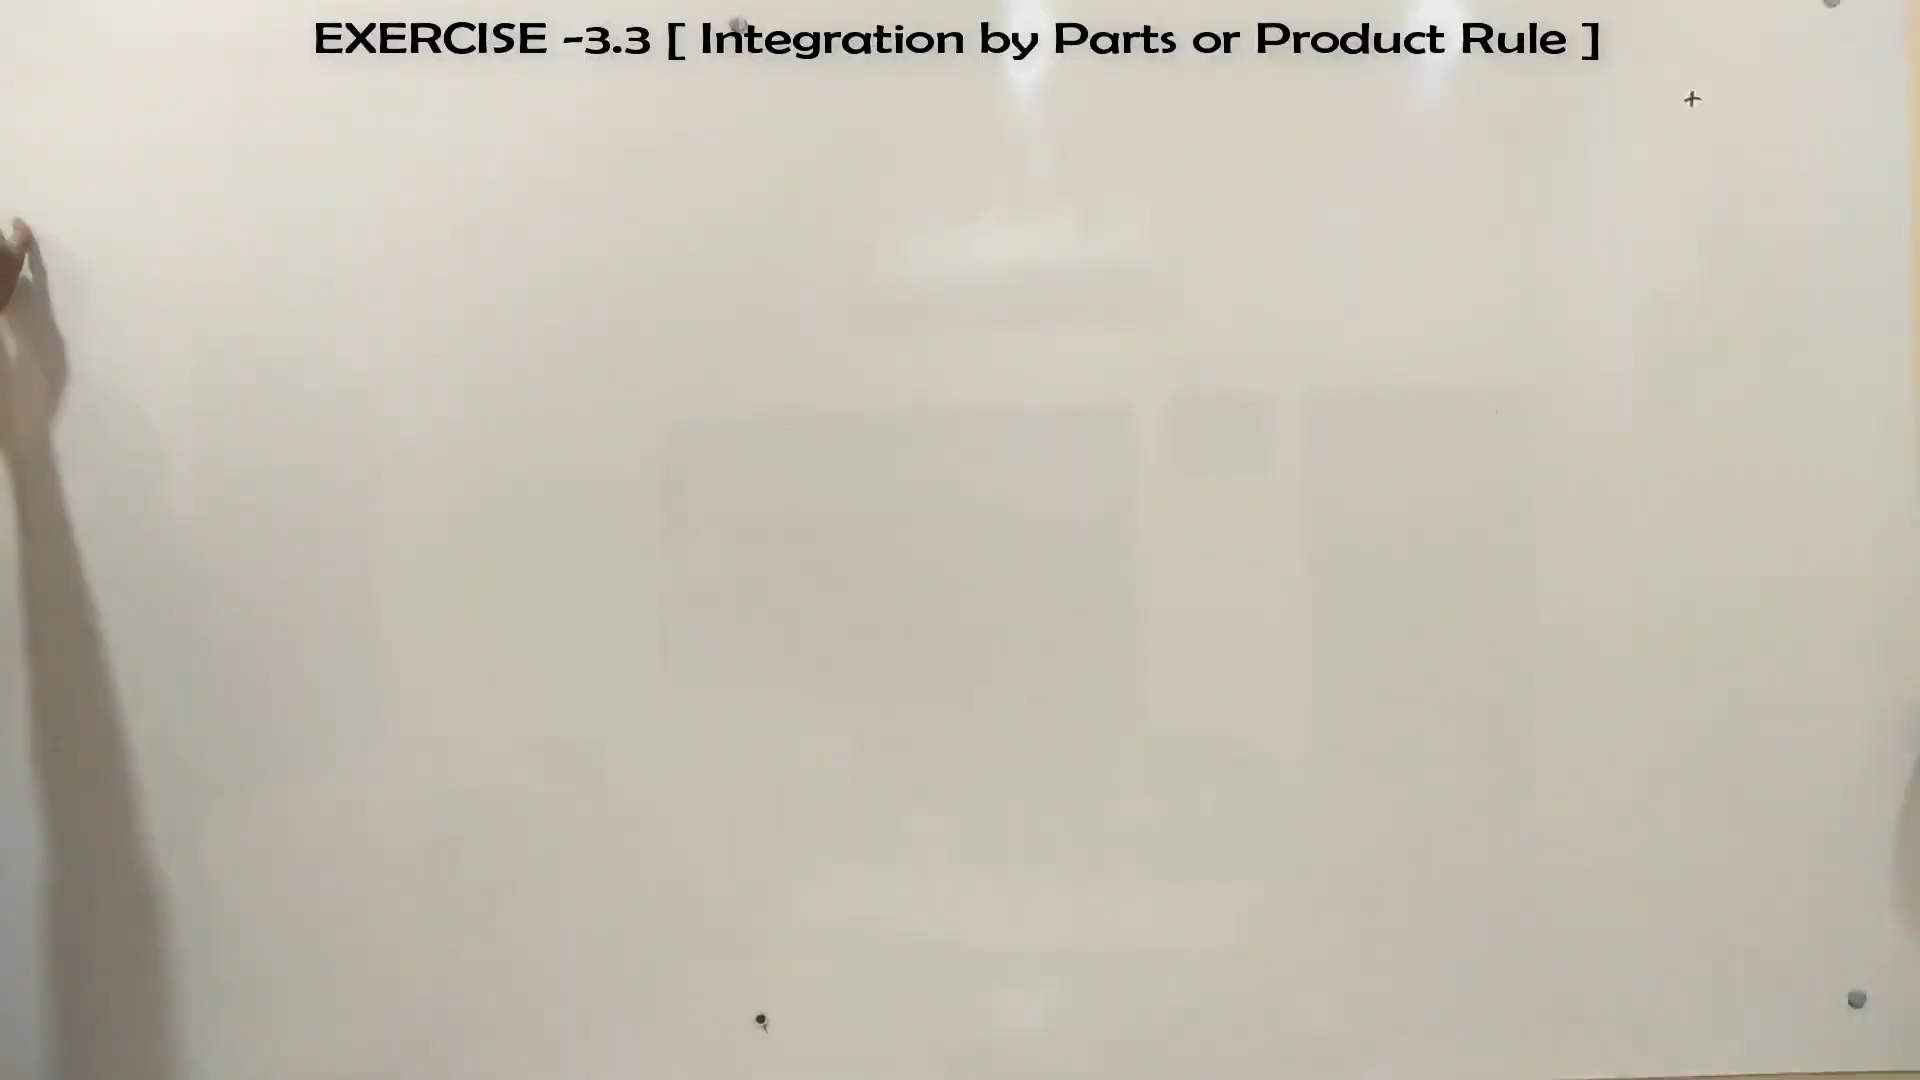 EXERCISE -3.3 [ Integration by Parts or Product Rule ]
+